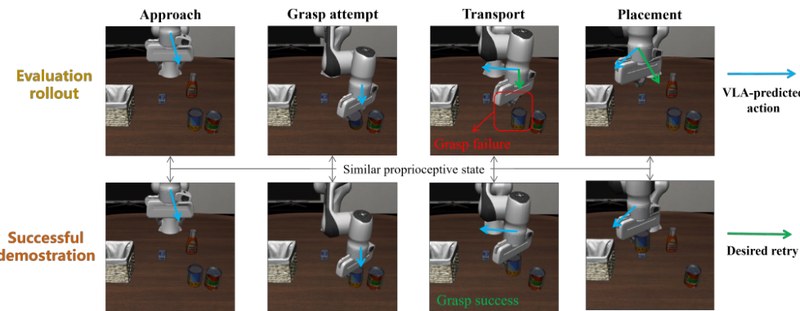 Approach
Grasp attempt
Transport
Placement
Evaluation
rollout
VLA-predicted
action
Grasp failure
Similar proprioceptive state
Successful
demostration
Grasp success
Desired retry